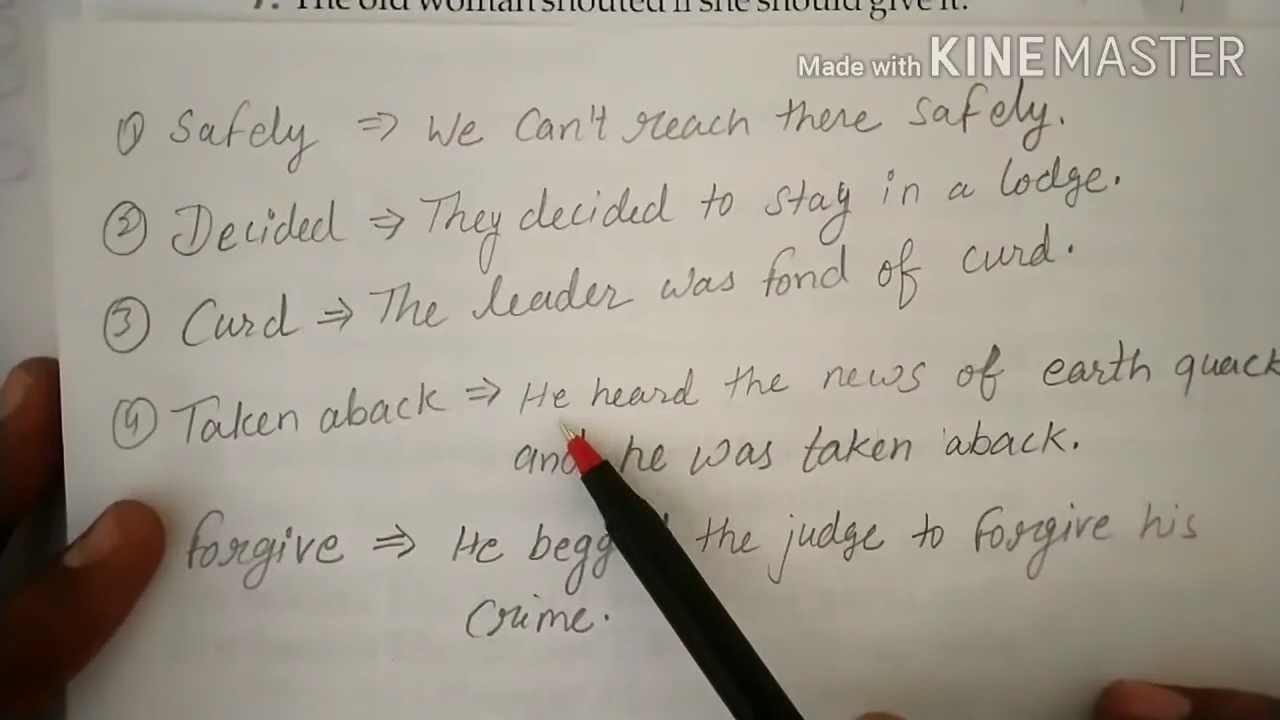 7. The old woman shouted if she should give it.
Made with KINEMASTER
① Safely ⇒ We Can't reach there safely.
② Decided ⇒ They decided to stay in a lodge.
③ Curd ⇒ The leader was fond of curd.
④ Taken aback ⇒ He heard the news of earth quack
and he was taken aback.
Forgive ⇒ He begg the judge to forgive his
Crime.